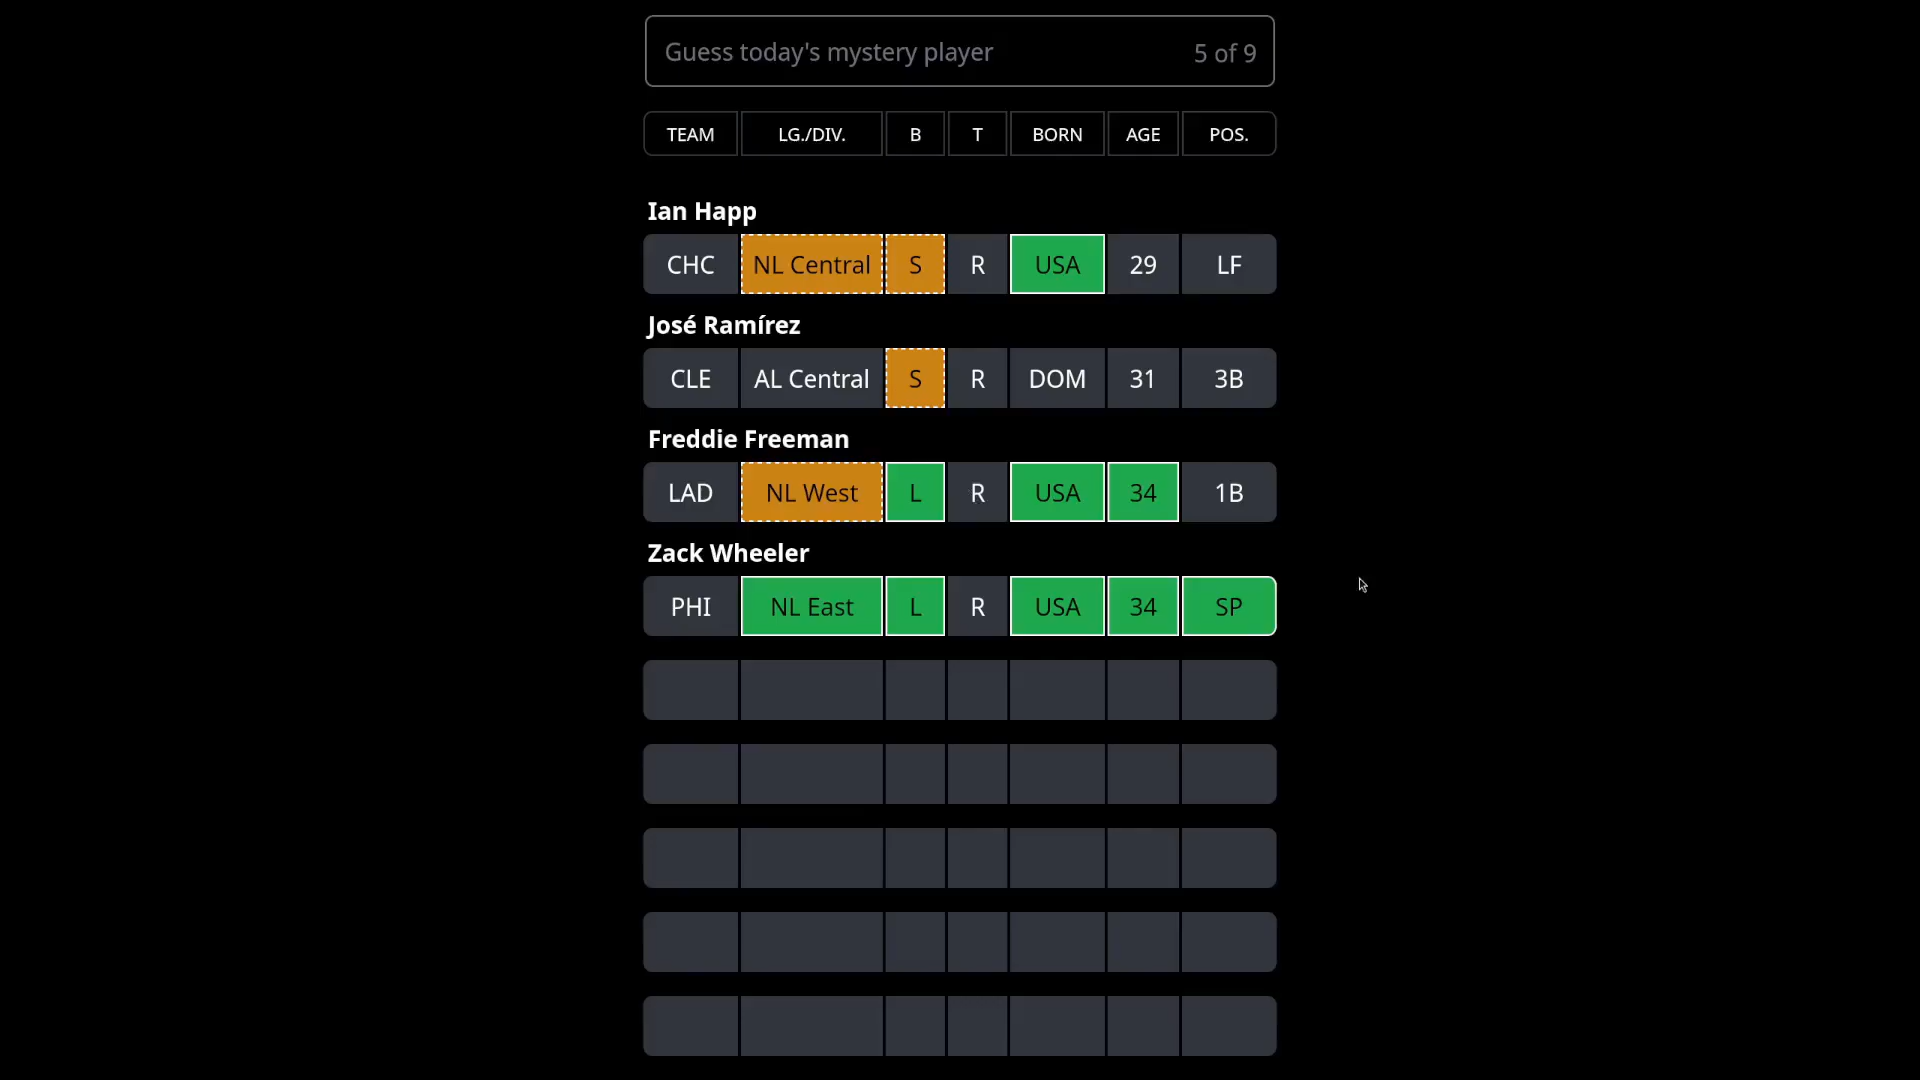 Guess today's mystery player 5 of 9
TEAM LG./DIV. B T BORN AGE POS.
Ian Happ
CHC NL Central S R USA 29 LF
José Ramírez
CLE AL Central S R DOM 31 3B
Freddie Freeman
LAD NL West L R USA 34 1B
Zack Wheeler
PHI NL East L R USA 34 SP